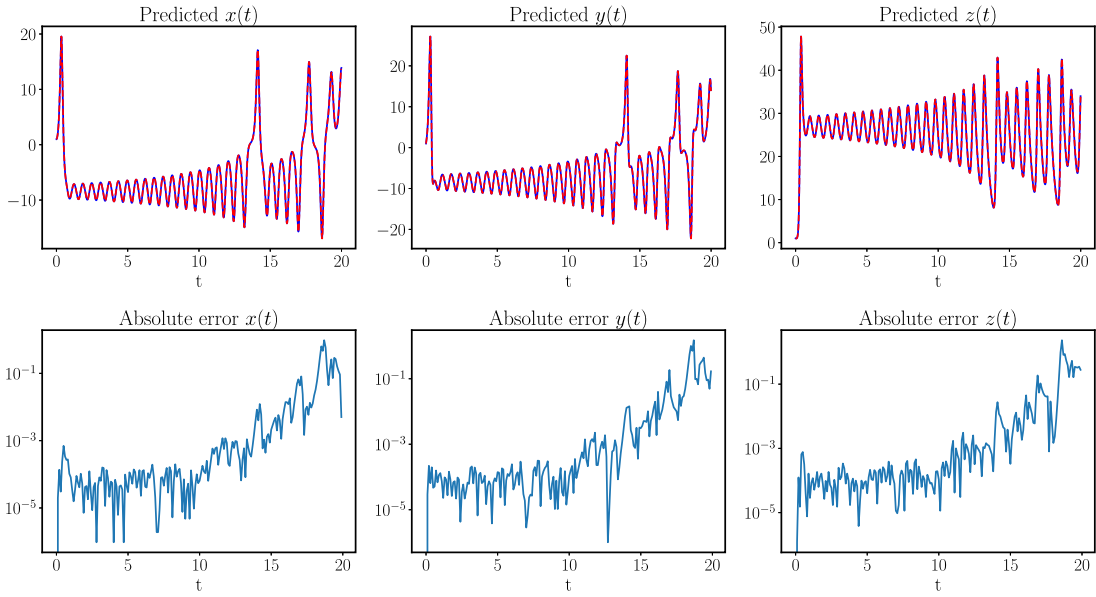 Predicted x(t)
20
10
0
−10
0 5 10 15 20
t
Predicted y(t)
20
10
0
−10
−20
0 5 10 15 20
t
Predicted z(t)
50
40
30
20
10
0
0 5 10 15 20
t
Absolute error x(t)
10⁻¹
10⁻³
10⁻⁵
0 5 10 15 20
t
Absolute error y(t)
10⁻¹
10⁻³
10⁻⁵
0 5 10 15 20
t
Absolute error z(t)
10⁻¹
10⁻³
10⁻⁵
0 5 10 15 20
t